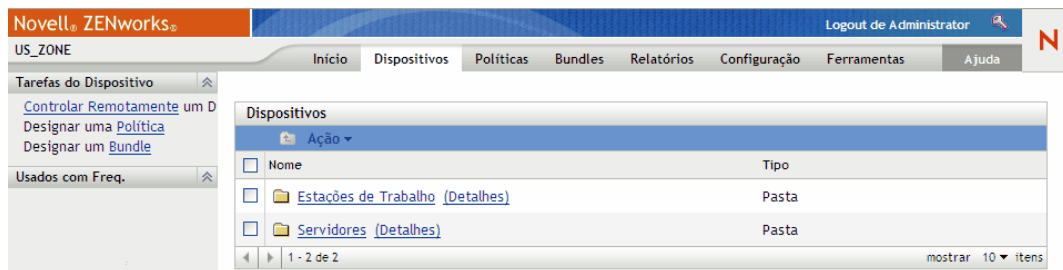 Novell® ZENworks®
Logout de Administrator
N
US_ZONE
Início Dispositivos Políticas Bundles Relatórios Configuração Ferramentas Ajuda
Tarefas do Dispositivo
Controlar Remotamente um D
Designar uma Política
Designar um Bundle
Usados com Freq.
Dispositivos
Ação
Nome Tipo
Estações de Trabalho (Detalhes) Pasta
Servidores (Detalhes) Pasta
1 - 2 de 2 mostrar 10 itens